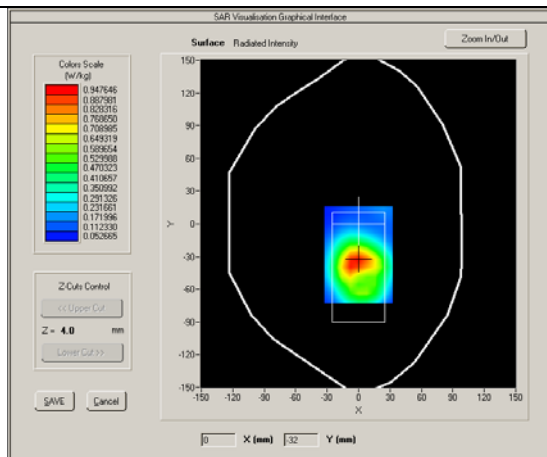 SAR Visualisation Graphical Interface
Surface Radiated Intensity
Zoom In/Out
Colors Scale
(W/kg)
0.947646
0.887981
0.828316
0.768650
0.708985
0.649319
0.589654
0.529988
0.470323
0.410657
0.350992
0.291326
0.231661
0.171996
0.112330
0.052665
Z-Cuts Control
<< Upper Cut
Z = 4.0 mm
Lower Cut >>
SAVE Cancel
150
120
90
60
30
0
-30
-60
-90
-120
-150
Y
-150 -120 -90 -60 -30 0 30 60 90 120 150
X
0 X (mm) -32 Y (mm)